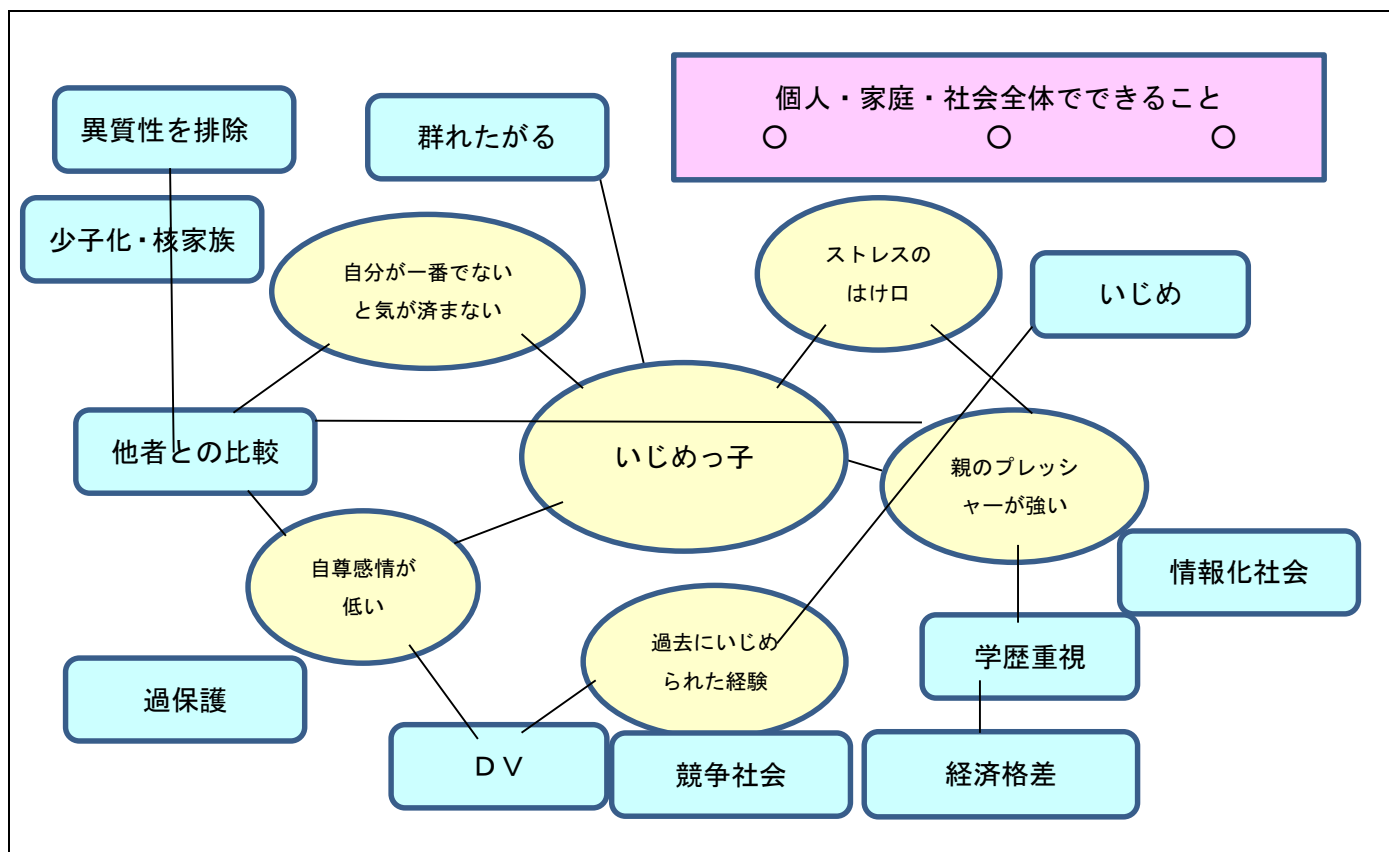 個人・家庭・社会全体でできること
○ ○ ○
異質性を排除
群れたがる
少子化・核家族
自分が一番でない
と気が済まない
ストレスの
はけ口
いじめ
他者との比較
いじめっ子
親のプレッシ
ャーが強い
自尊感情が
低い
情報化社会
過去にいじめ
られた経験
学歴重視
過保護
ＤＶ
競争社会
経済格差